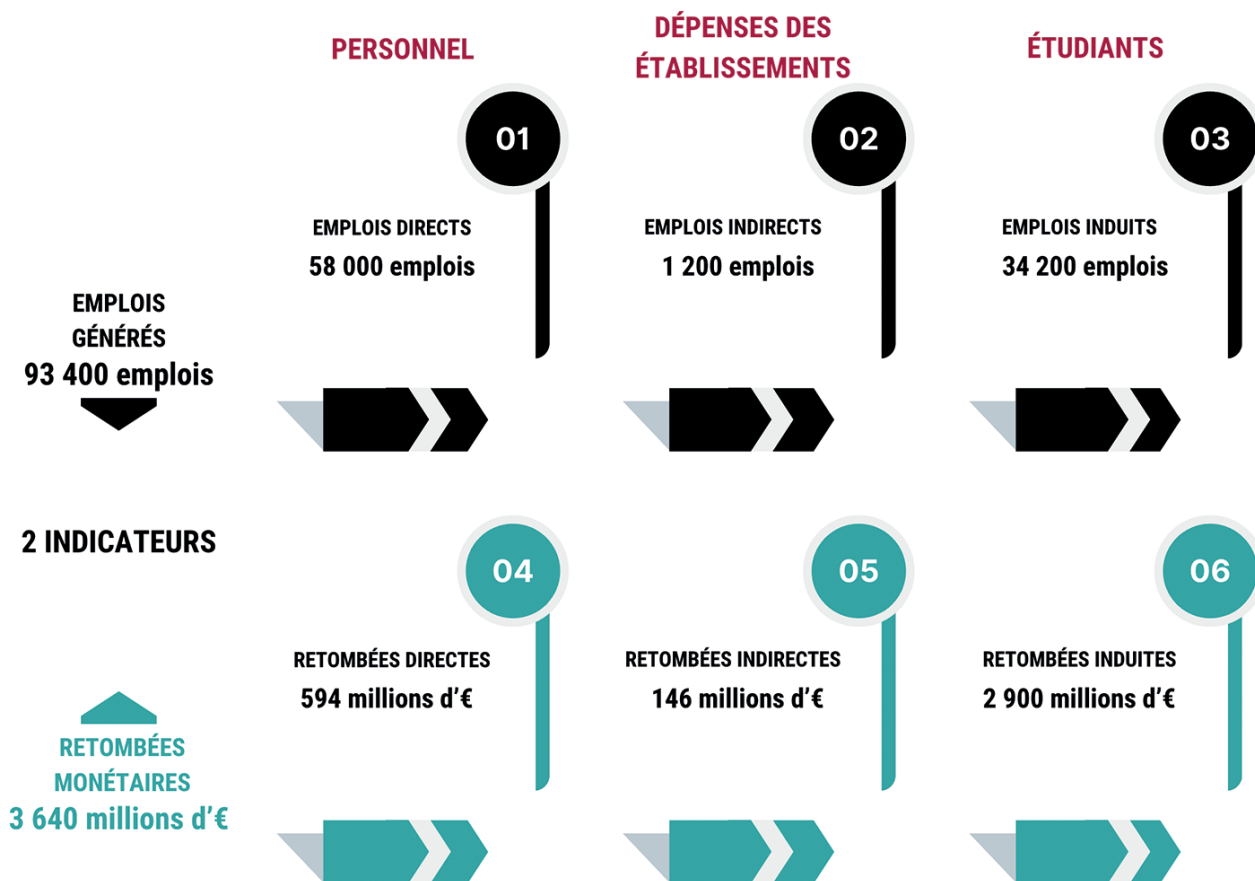 PERSONNEL
DÉPENSES DES
ÉTABLISSEMENTS
ÉTUDIANTS
01
02
03
EMPLOIS DIRECTS
58 000 emplois
EMPLOIS INDIRECTS
1 200 emplois
EMPLOIS INDUITS
34 200 emplois
EMPLOIS
GÉNÉRÉS
93 400 emplois
2 INDICATEURS
04
05
06
RETOMBÉES DIRECTES
594 millions d'€
RETOMBÉES INDIRECTES
146 millions d'€
RETOMBÉES INDUITES
2 900 millions d'€
RETOMBÉES
MONÉTAIRES
3 640 millions d'€